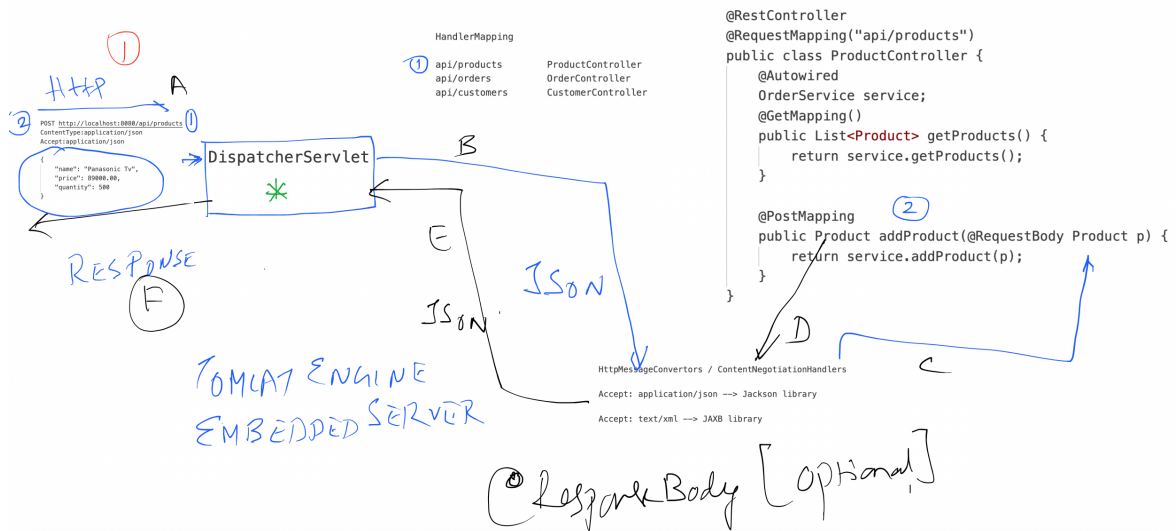 1
HTTP
A
2 POST http://localhost:8080/api/products 1
ContentType:application/json
Accept:application/json
{
"name": "Panasonic Tv",
"price": 89000.00,
"quantity": 500
}
DispatcherServlet
*
B
E
RESPONSE
F
JSON
JSON
TOMCAT ENGINE
EMBEDDED SERVER
HandlerMapping
1 api/products ProductController
api/orders OrderController
api/customers CustomerController
@RestController
@RequestMapping("api/products")
public class ProductController {
@Autowired
OrderService service;
@GetMapping()
public List<Product> getProducts() {
return service.getProducts();
}
@PostMapping 2
public Product addProduct(@RequestBody Product p) {
return service.addProduct(p);
}
}
D
C
HttpMessageConvertors / ContentNegotiationHandlers
Accept: application/json --> Jackson library
Accept: text/xml --> JAXB library
@ResponseBody [optional]